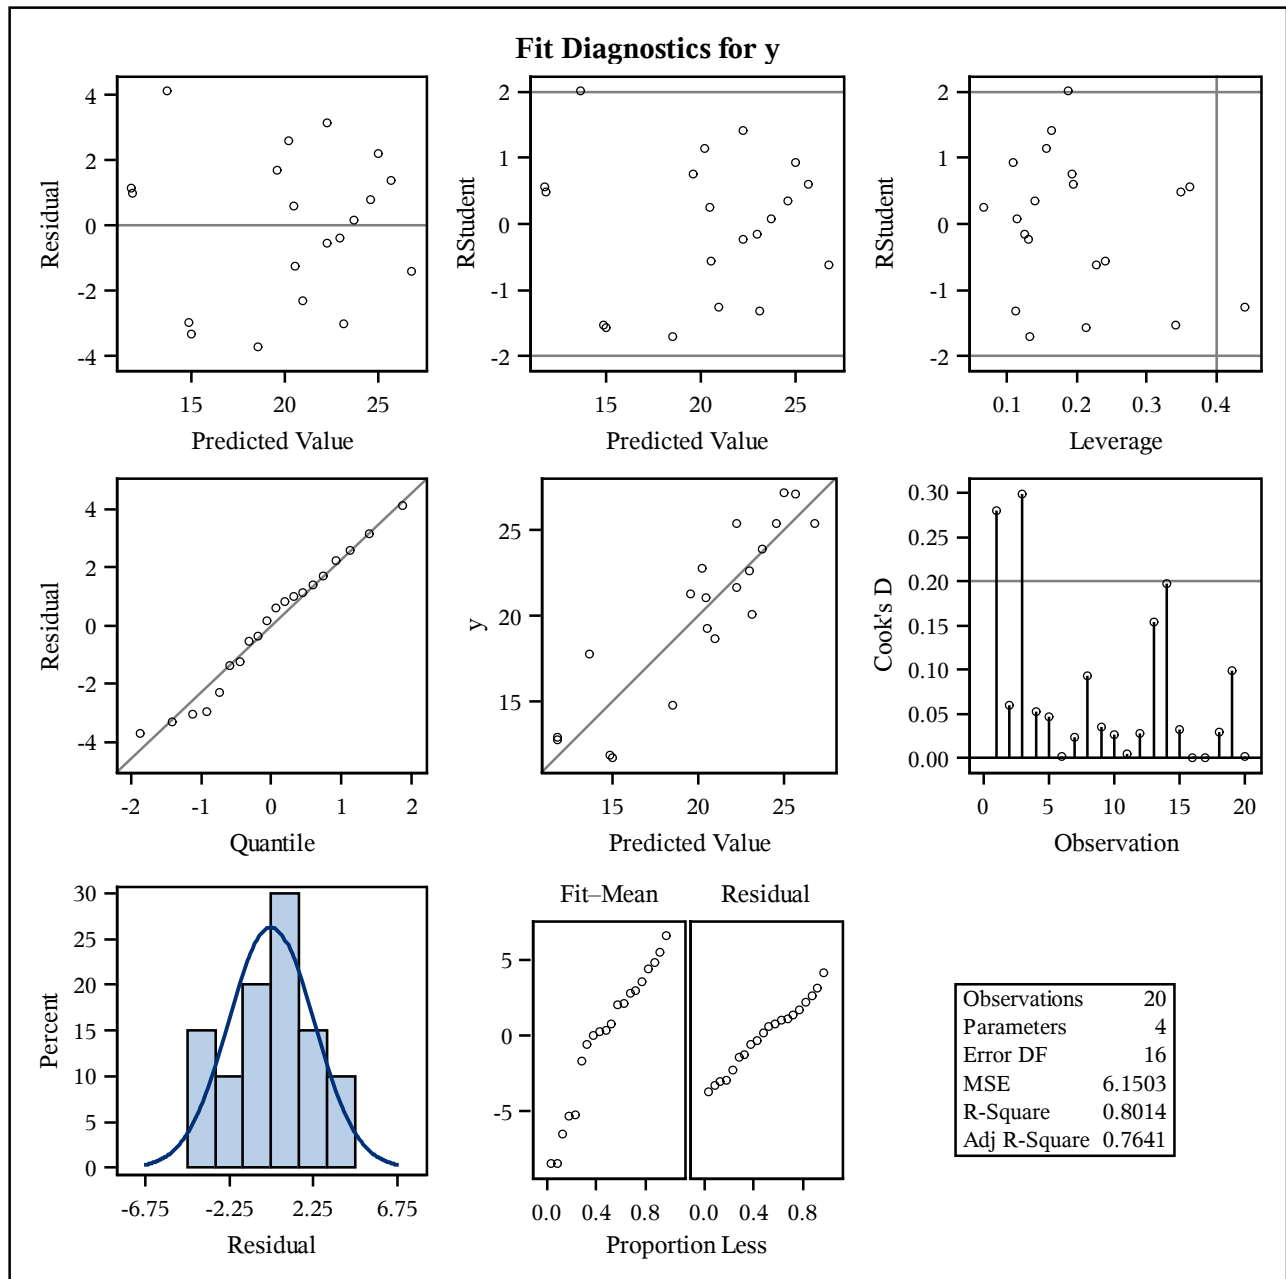 Fit Diagnostics for y
4
2
0
-2
-4
Residual
15 20 25
Predicted Value
2
1
0
-1
-2
RStudent
15 20 25
Predicted Value
2
1
0
-1
-2
RStudent
0.1 0.2 0.3 0.4
Leverage
4
2
0
-2
-4
Residual
-2 -1 0 1 2
Quantile
25
20
15
y
15 20 25
Predicted Value
0.30
0.25
0.20
0.15
0.10
0.05
0.00
Cook's D
0 5 10 15 20
Observation
30
25
20
15
10
5
0
Percent
-6.75 -2.25 2.25 6.75
Residual
Fit–Mean Residual
5
0
-5
0.0 0.4 0.8 0.0 0.4 0.8
Proportion Less
Observations 20
Parameters 4
Error DF 16
MSE 6.1503
R-Square 0.8014
Adj R-Square 0.7641